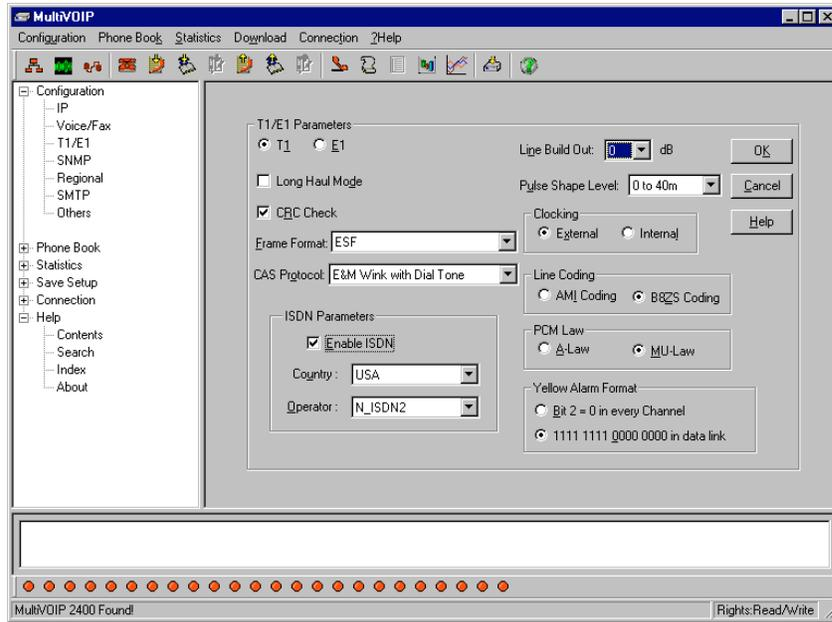 MultiVOIP
Configuration Phone Book Statistics Download Connection ?Help
Configuration
IP
Voice/Fax
T1/E1
SNMP
Regional
SMTP
Others
Phone Book
Statistics
Save Setup
Connection
Help
Contents
Search
Index
About
T1/E1 Parameters
T1 E1
Long Haul Mode
CRC Check
Frame Format: ESF
CAS Protocol: E&M Wink with Dial Tone
ISDN Parameters
Enable ISDN
Country : USA
Operator : N_ISDN2
Line Build Out: 0 dB
Pulse Shape Level: 0 to 40m
Clocking
External Internal
Line Coding
AMI Coding B8ZS Coding
PCM Law
A-Law MU-Law
Yellow Alarm Format
Bit 2 = 0 in every Channel
1111 1111 0000 0000 in data link
OK
Cancel
Help
MultiVOIP 2400 Found!
Rights:Read/Write